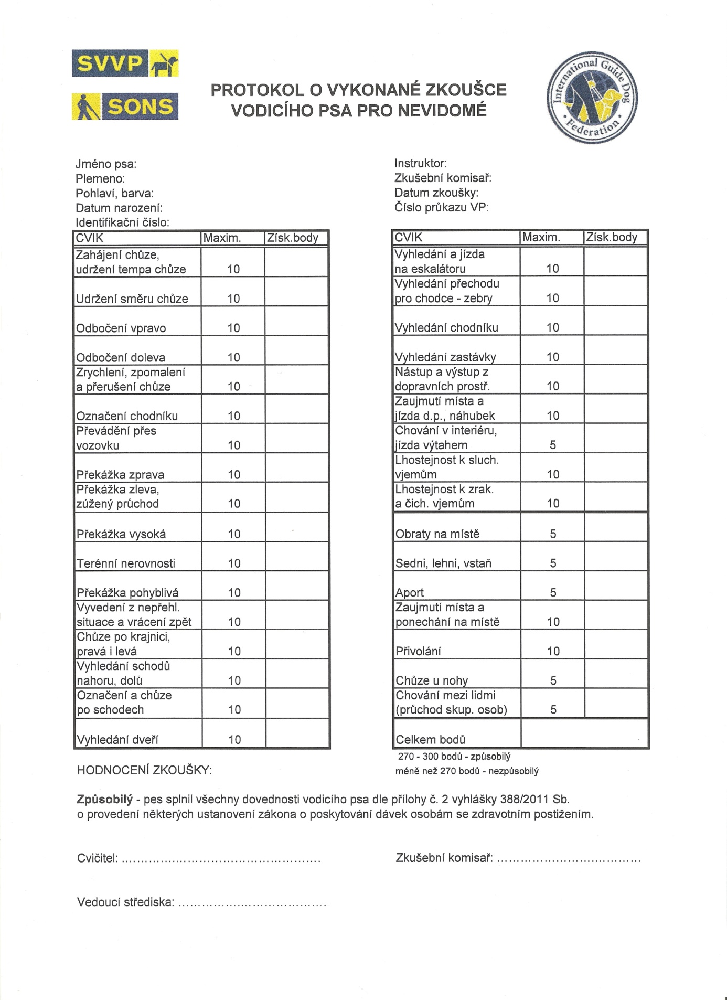 SVVP
SONS
PROTOKOL O VYKONANÉ ZKOUŠCE
VODICÍHO PSA PRO NEVIDOMÉ
International Guide Dog
Federation
Jméno psa:
Plemeno:
Pohlaví, barva:
Datum narození:
Identifikační číslo:
Instruktor:
Zkušební komisař:
Datum zkoušky:
Číslo průkazu VP:
CVIK Maxim. Získ.body
Zahájení chůze,
udržení tempa chůze 10
Udržení směru chůze 10
Odbočení vpravo 10
Odbočení doleva 10
Zrychlení, zpomalení
a přerušení chůze 10
Označení chodníku 10
Převádění přes
vozovku 10
Překážka zprava 10
Překážka zleva,
zúžený průchod 10
Překážka vysoká 10
Terénní nerovnosti 10
Překážka pohyblivá 10
Vyvedení z nepřehl.
situace a vrácení zpět 10
Chůze po krajnici,
pravá i levá 10
Vyhledání schodů
nahoru, dolů 10
Označení a chůze
po schodech 10
Vyhledání dveří 10
CVIK Maxim. Získ.body
Vyhledání a jízda
na eskalátoru 10
Vyhledání přechodu
pro chodce - zebry 10
Vyhledání chodníku 10
Vyhledání zastávky 10
Nástup a výstup z
dopravních prostř. 10
Zaujmutí místa a
jízda d.p., náhubek 10
Chování v interiéru,
jízda výtahem 5
Lhostejnost k sluch.
vjemům 10
Lhostejnost k zrak.
a čich. vjemům 10
Obraty na místě 5
Sedni, lehni, vstaň 5
Aport 5
Zaujmutí místa a
ponechání na místě 10
Přivolání 10
Chůze u nohy 5
Chování mezi lidmi
(průchod skup. osob) 5
Celkem bodů
270 - 300 bodů - způsobilý
méně než 270 bodů - nezpůsobilý
HODNOCENÍ ZKOUŠKY:
Způsobilý - pes splnil všechny dovednosti vodicího psa dle přílohy č. 2 vyhlášky 388/2011 Sb.
o provedení některých ustanovení zákona o poskytování dávek osobám se zdravotním postižením.
Cvičitel: ……………………………………………
Zkušební komisař: ………………………………
Vedoucí střediska: ………………………………